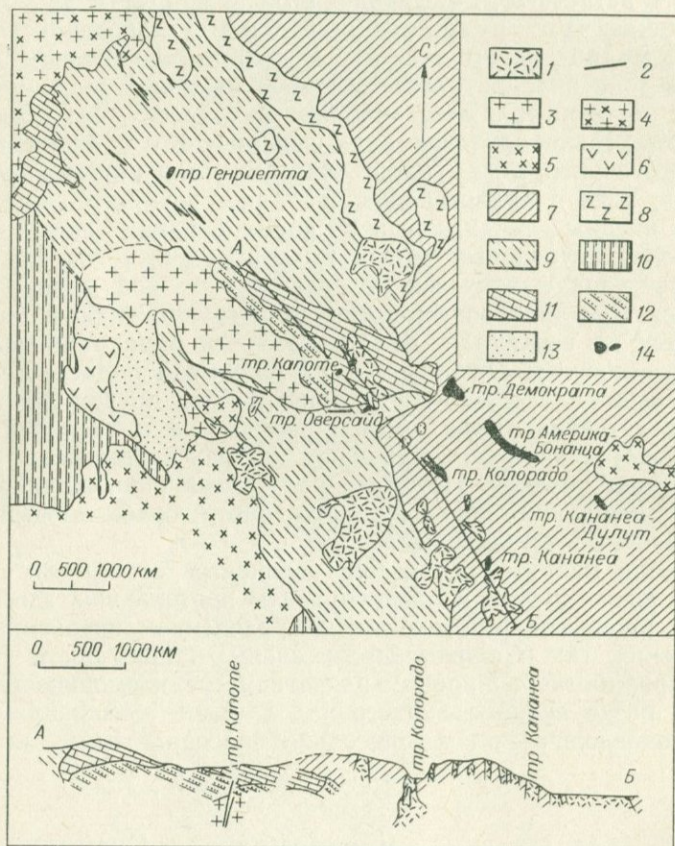 С
1
2
3
4
5
6
7
8
9
10
11
12
13
14
тр. Генриетта
А
тр. Капоте
тр. Оверсайд
тр. Демократа
тр. Америка-
Бонанца
тр. Колорадо
тр. Кананеа-
Дулут
тр. Кананеа
Б
0 500 1000 км
0 500 1000 км
А
тр. Капоте
тр. Колорадо
тр. Кананеа
Б